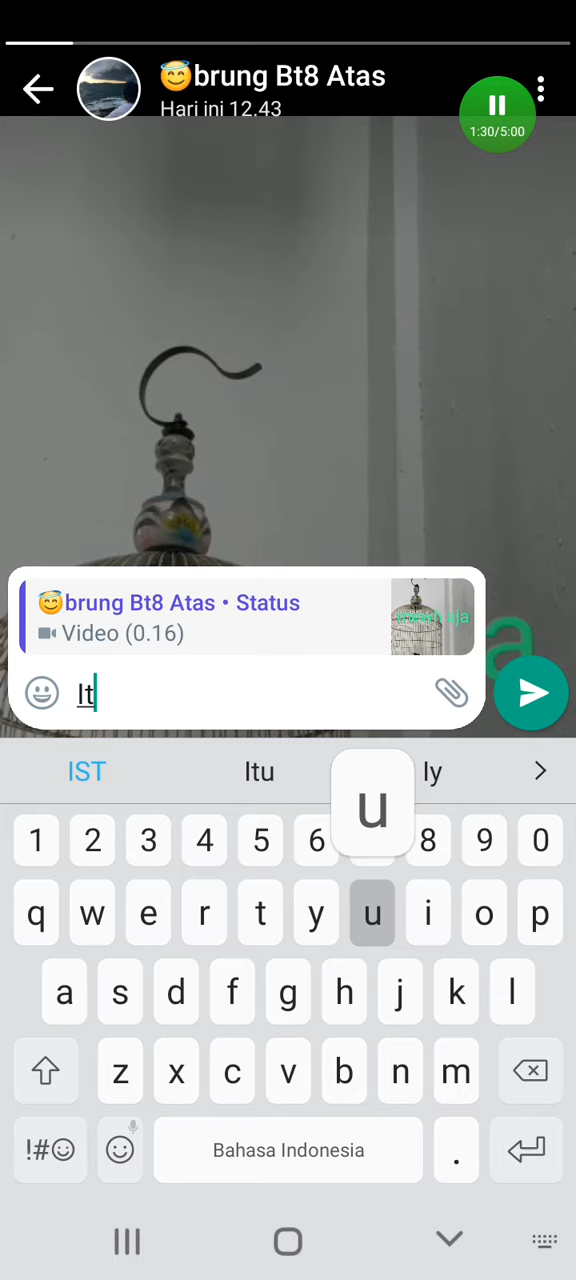 😇brung Bt8 Atas
Hari ini 12.43
1:30/5:00
a
😇brung Bt8 Atas • Status
Video (0.16)
It
IST Itu Iy
u
1 2 3 4 5 6 8 9 0
q w e r t y u i o p
a s d f g h j k l
z x c v b n m
!#☺ Bahasa Indonesia .